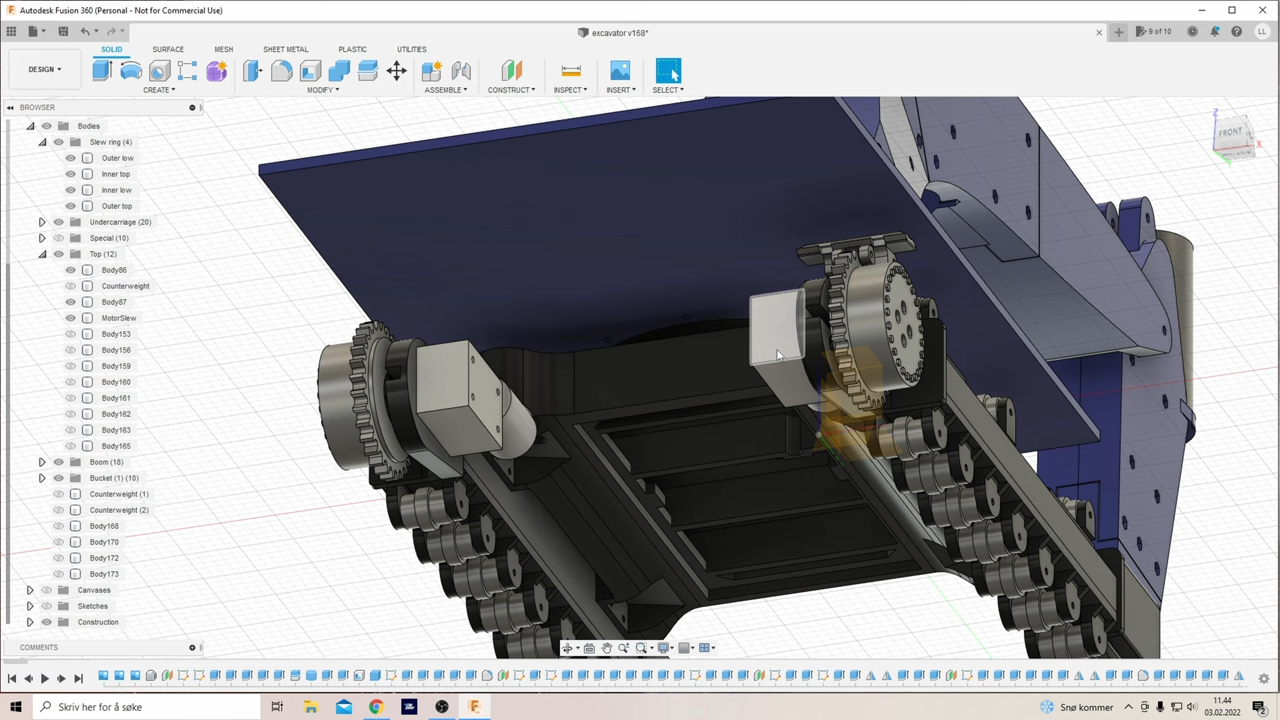 Autodesk Fusion 360 (Personal - Not for Commercial Use)
excavator v168*
9 of 10
LL
SOLID SURFACE MESH SHEET METAL PLASTIC UTILITIES
DESIGN
CREATE MODIFY ASSEMBLE CONSTRUCT INSPECT INSERT SELECT
BROWSER
Bodies
Slew ring (4)
Outer low
Inner top
Inner low
Outer top
Undercarriage (20)
Special (10)
Top (12)
Body86
Counterweight
Body87
MotorSlew
Body153
Body156
Body159
Body160
Body161
Body162
Body163
Body165
Boom (18)
Bucket (1) (10)
Counterweight (1)
Counterweight (2)
Body168
Body170
Body172
Body173
Canvases
Sketches
Construction
Z
FRONT
X
COMMENTS
Skriv her for å søke
Snø kommer
11.44
03.02.2022
2